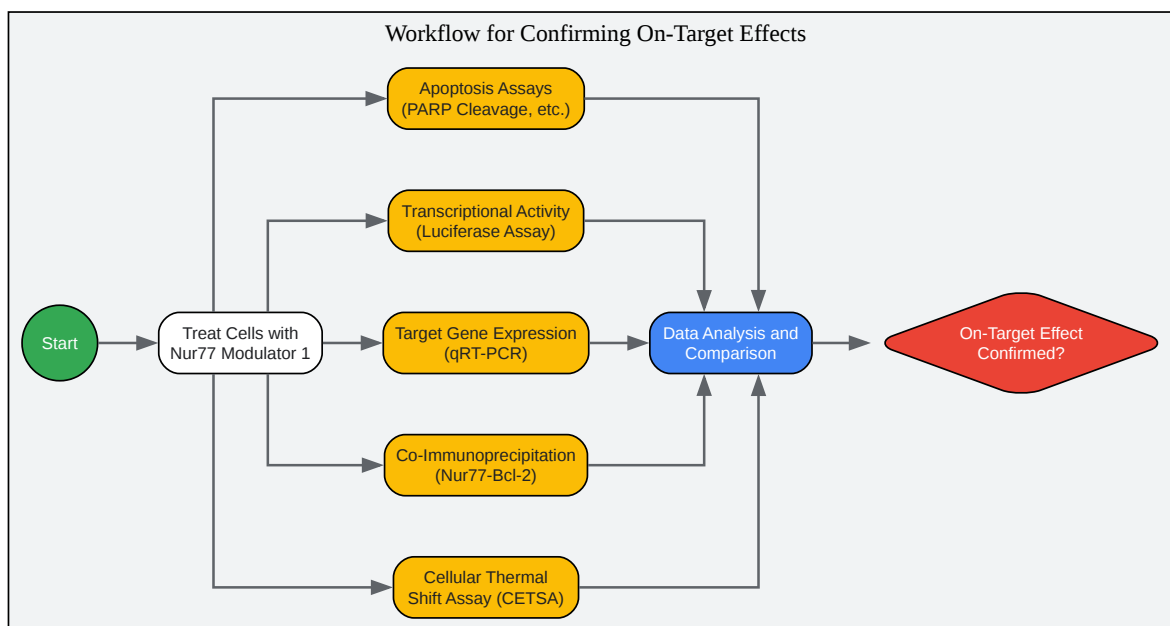 Workflow for Confirming On-Target Effects
Start
Treat Cells with
Nur77 Modulator 1
Apoptosis Assays
(PARP Cleavage, etc.)
Transcriptional Activity
(Luciferase Assay)
Target Gene Expression
(qRT-PCR)
Co-Immunoprecipitation
(Nur77-Bcl-2)
Cellular Thermal
Shift Assay (CETSA)
Data Analysis and
Comparison
On-Target Effect
Confirmed?